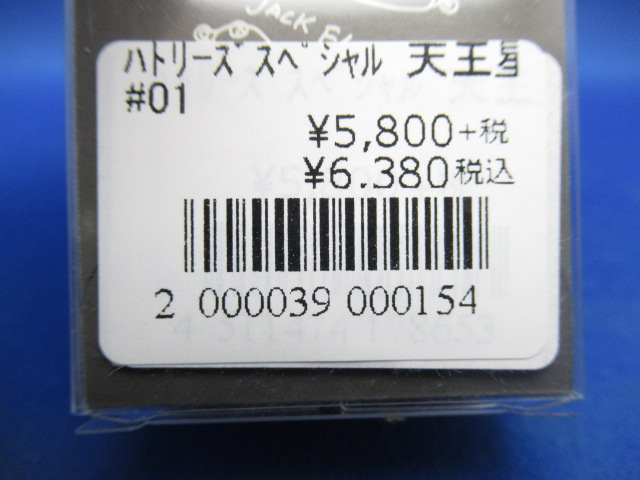 JACK E
ﾊﾄﾘｰｽﾞｽﾍﾟｼｬﾙ 天王星
#01
¥5,800+税
¥6,380税込
2 000039 000154